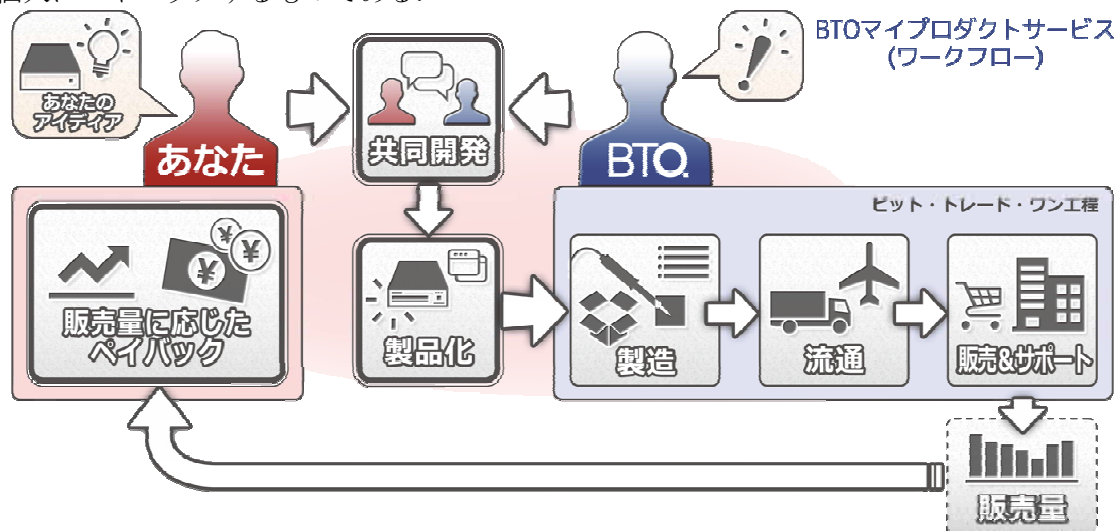 BTOマイプロダクトサービス
(ワークフロー)
あなたの
アイディア
あなた
共同開発
BTO
ビット・トレード・ワン工程
販売量に応じた
ペイバック
製品化
製造
流通
販売&サポート
販売量